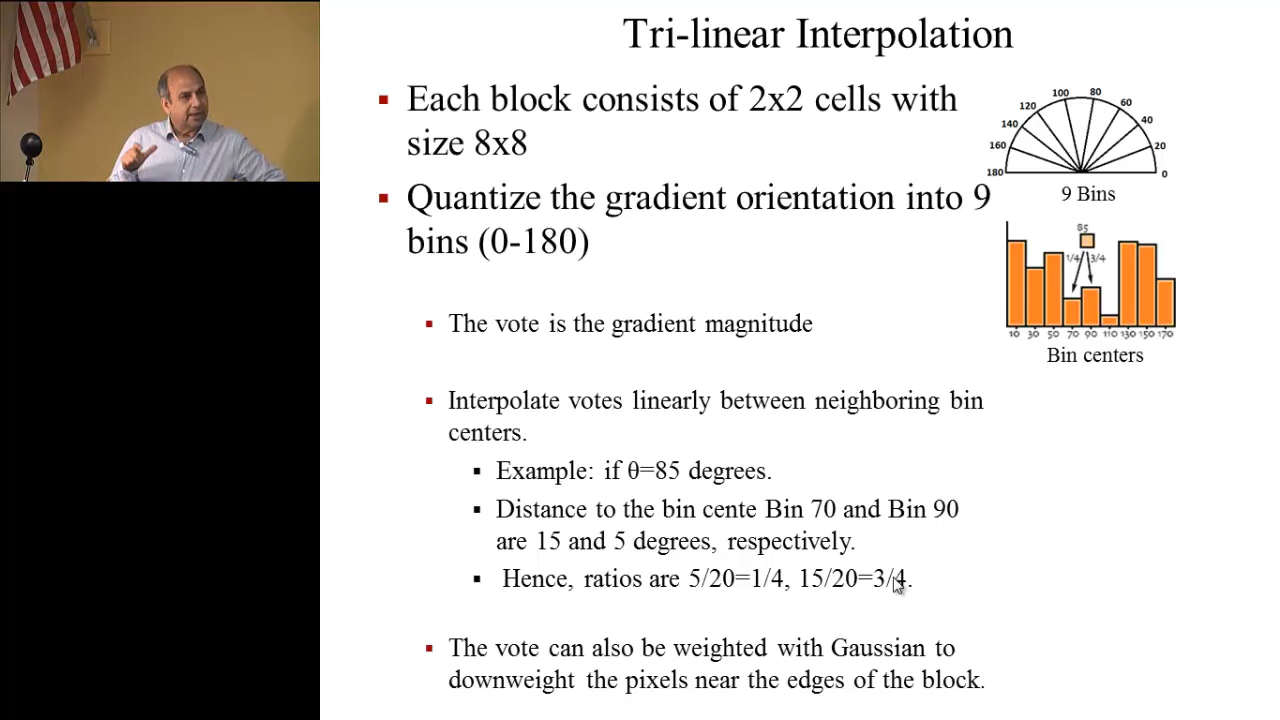 Tri-linear Interpolation
Each block consists of 2x2 cells with
size 8x8
Quantize the gradient orientation into 9
bins (0-180)
The vote is the gradient magnitude
Interpolate votes linearly between neighboring bin
centers.
Example: if θ=85 degrees.
Distance to the bin cente Bin 70 and Bin 90
are 15 and 5 degrees, respectively.
Hence, ratios are 5/20=1/4, 15/20=3/4.
The vote can also be weighted with Gaussian to
downweight the pixels near the edges of the block.
100 80
120 60
140 40
160 20
180 0
9 Bins
85
1/4 3/4
10 30 50 70 90 110 130 150 170
Bin centers